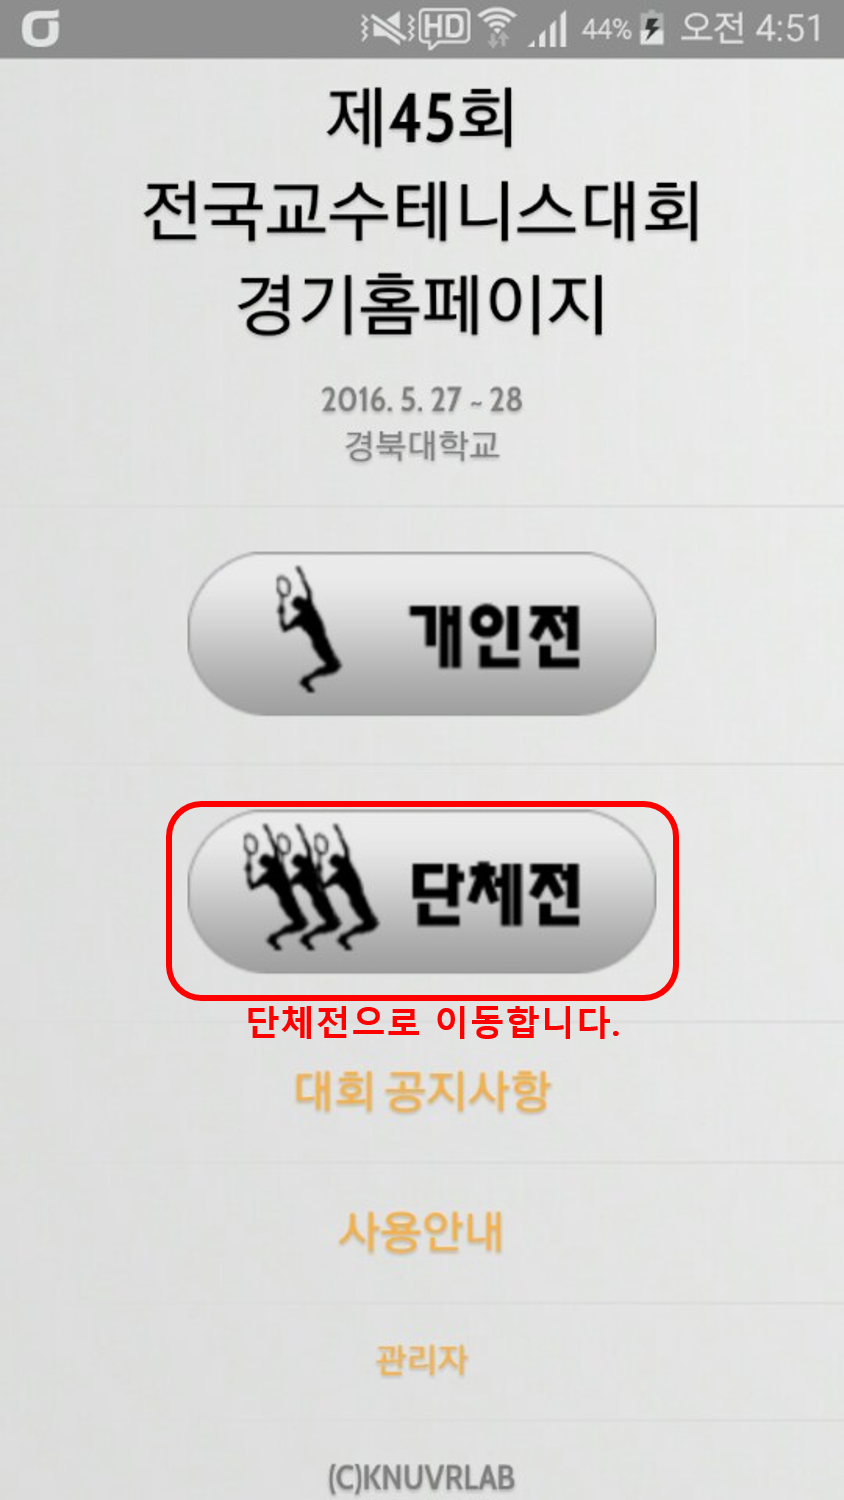 HD 44% 오전 4:51
제45회
전국교수테니스대회
경기홈페이지
2016. 5. 27 ~ 28
경북대학교
개인전
단체전
단체전으로 이동합니다.
대회 공지사항
사용안내
관리자
(C)KNUVRLAB